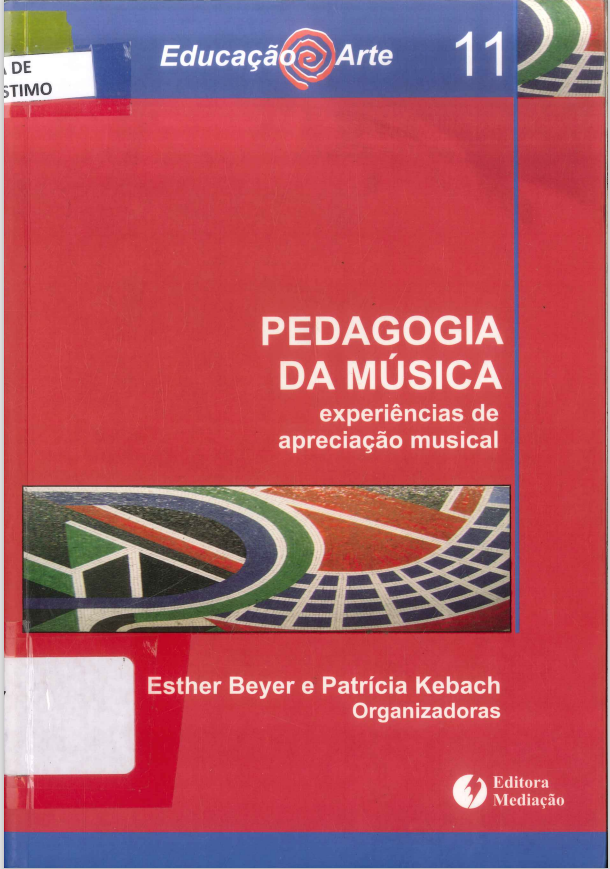 Educação Arte 11
DE
STIMO
PEDAGOGIA
DA MÚSICA
experiências de
apreciação musical
Esther Beyer e Patrícia Kebach
Organizadoras
Editora
Mediação